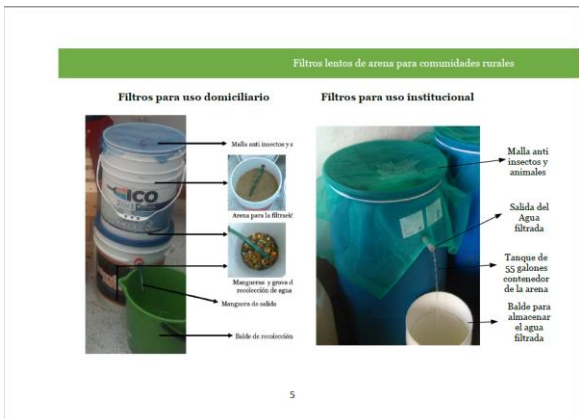 Filtros lentos de arena para comunidades rurales
Filtros para uso domiciliario
Malla anti insectos y a
ICO
Arena para la filtració
Mangueras y grava d
recolección de agua
Manguera de salida
Balde de recolección
Filtros para uso institucional
Malla anti
insectos y
animales
Salida del
Agua
filtrada
Tanque de
55 galones
contenedor
de la arena
Balde para
almacenar
el agua
filtrada
5